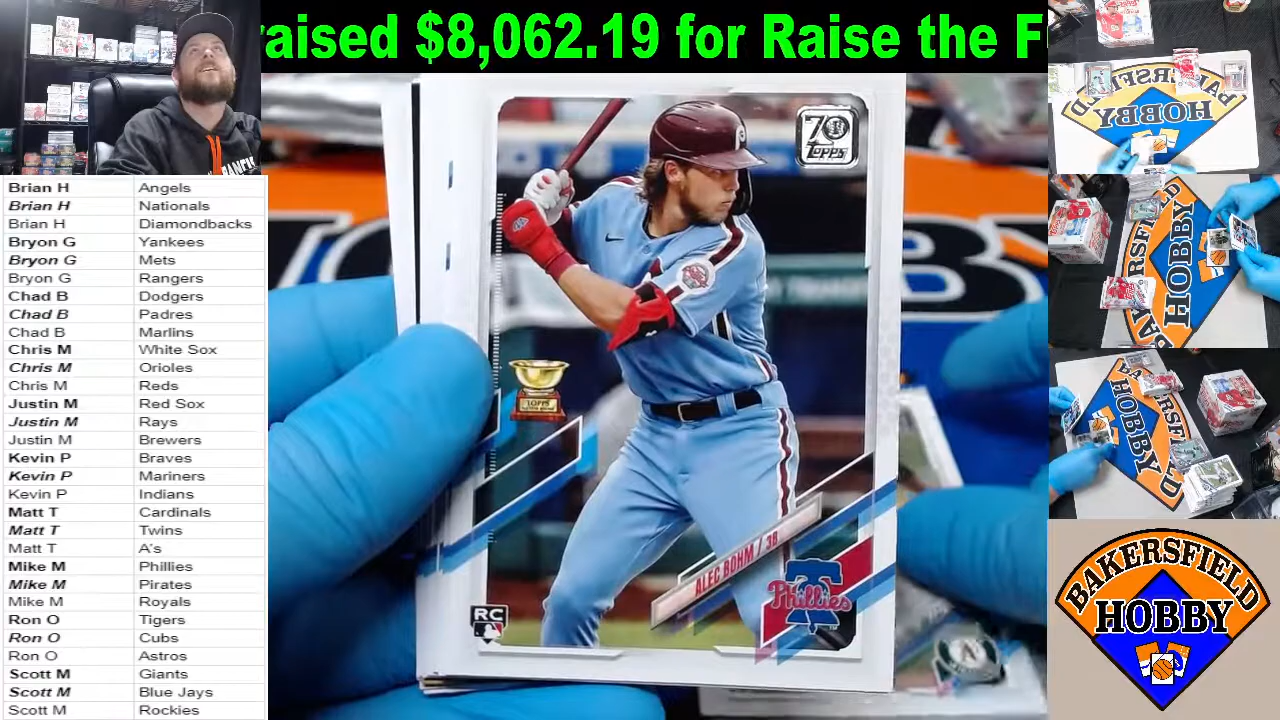 raised $8,062.19 for Raise the F
Brian H Angels
Brian H Nationals
Brian H Diamondbacks
Bryon G Yankees
Bryon G Mets
Bryon G Rangers
Chad B Dodgers
Chad B Padres
Chad B Marlins
Chris M White Sox
Chris M Orioles
Chris M Reds
Justin M Red Sox
Justin M Rays
Justin M Brewers
Kevin P Braves
Kevin P Mariners
Kevin P Indians
Matt T Cardinals
Matt T Twins
Matt T A's
Mike M Phillies
Mike M Pirates
Mike M Royals
Ron O Tigers
Ron O Cubs
Ron O Astros
Scott M Giants
Scott M Blue Jays
Scott M Rockies
70
TOPPS
P
TOPPS
ALEC BOHM / 3B
Phillies
RC
HOBBY
HOBBY
HOBBY
BAKERSFIELD
HOBBY